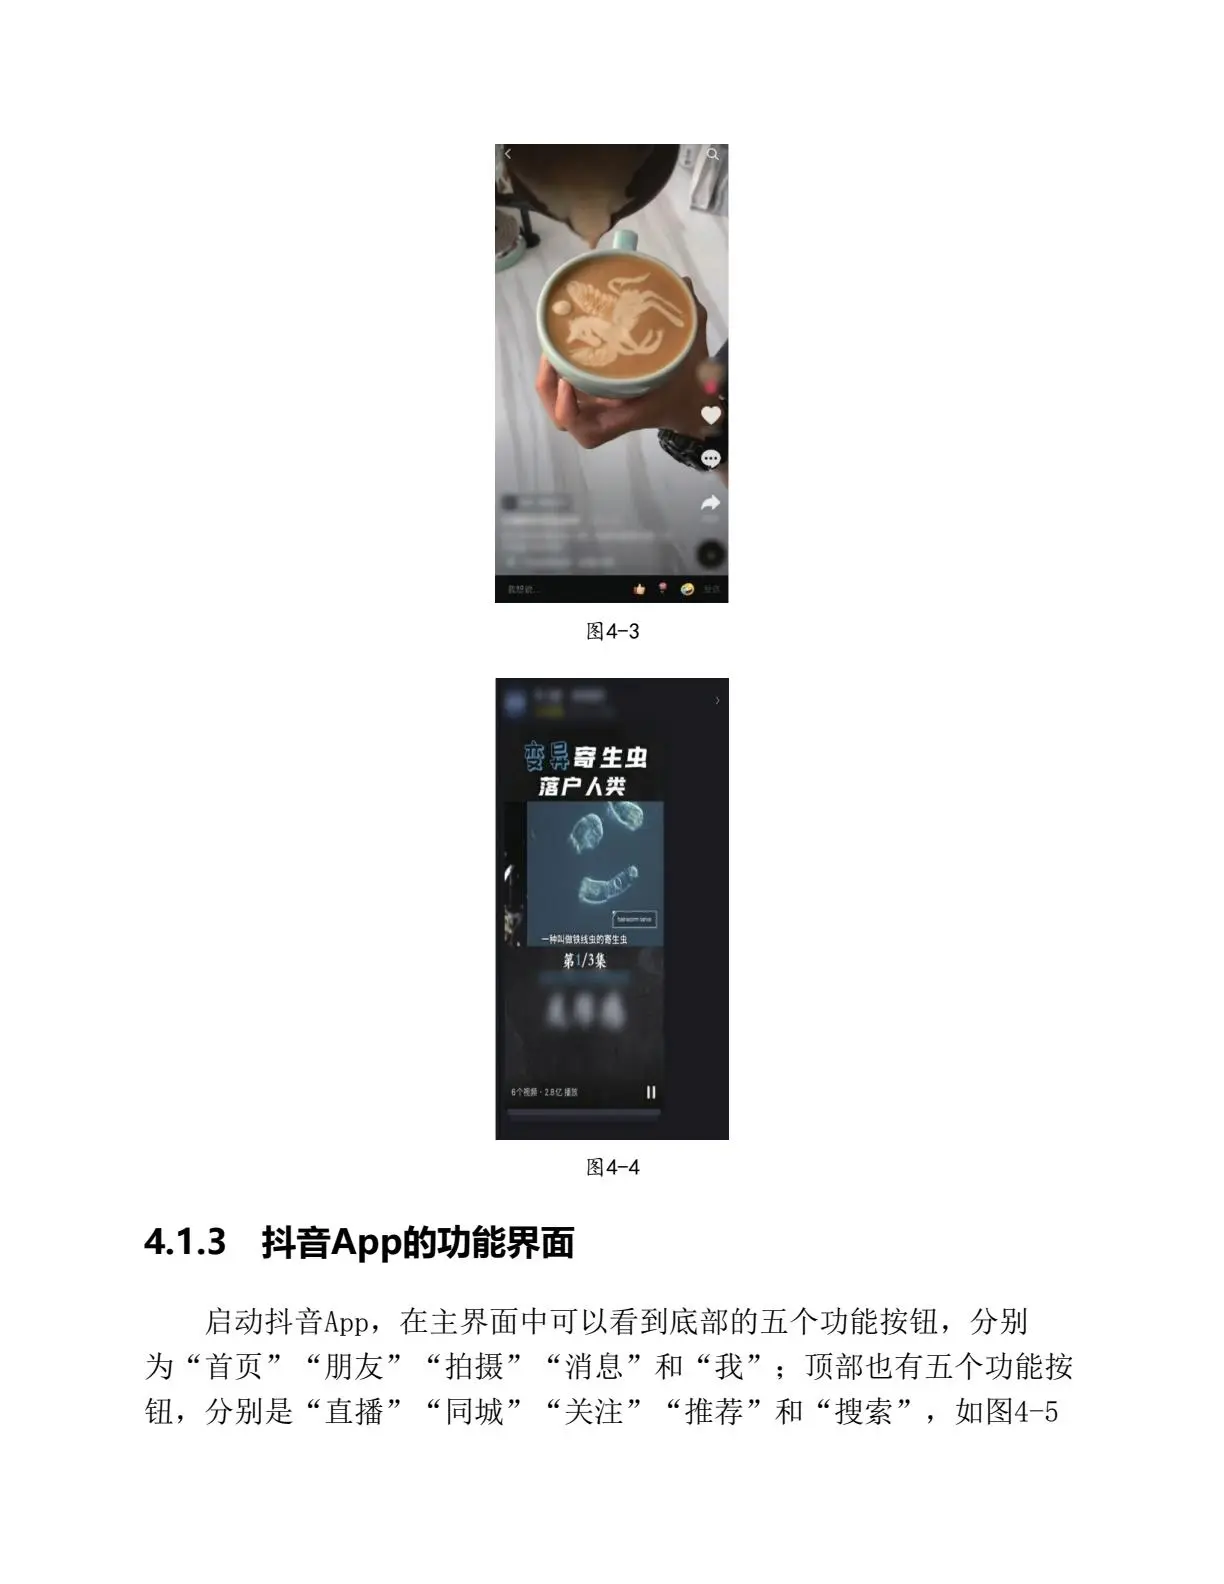 我想说...
图4-3
变异寄生虫
落户人类
一种叫做铁线虫的寄生虫
第1/3集
6个视频·2.8亿 播放
图4-4
4.1.3 抖音App的功能界面
启动抖音App，在主界面中可以看到底部的五个功能按钮，分别
为“首页”“朋友”“拍摄”“消息”和“我”；顶部也有五个功能按
钮，分别是“直播”“同城”“关注”“推荐”和“搜索”，如图4-5